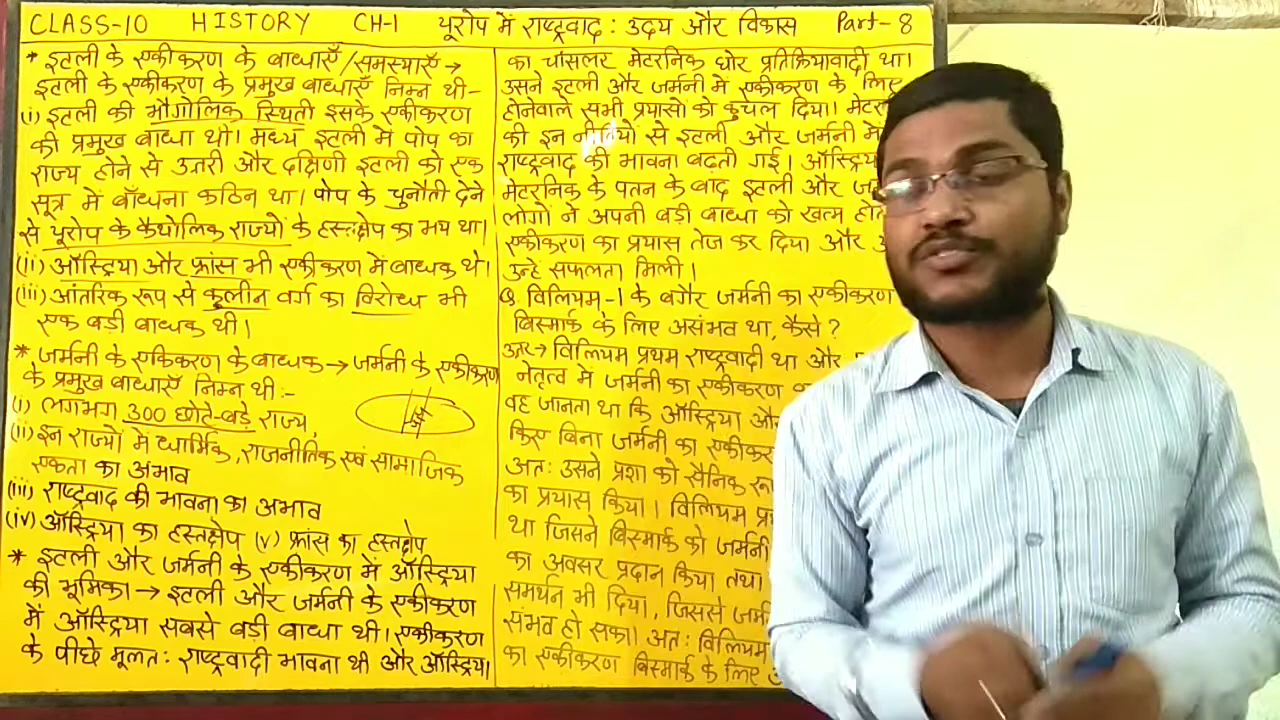 CLASS-10 HISTORY CH-1 यूरोप में राष्ट्रवाद : उदय और विकास Part-8
* इटली के एकीकरण के बाधाएँ/समस्याएँ →
इटली के एकीकरण के प्रमुख बाधाएँ निम्न थी-
(i) इटली की भौगोलिक स्थिती इसके एकीकरण
की प्रमुख बाधा थी। मध्य इटली में पोप का
राज्य होने से उत्तरी और दक्षिणी इटली को एक
सूत्र में बाँधना कठिन था। पोप के चुनौती देने
से यूरोप के कैथोलिक राज्यों के हस्तक्षेप का भय था।
(ii) ऑस्ट्रिया और फ्रांस भी एकीकरण में बाधक थे।
(iii) आंतरिक रूप से कुलीन वर्ग का विरोध भी
एक बड़ी बाधक थी।
* जर्मनी के एकिकरण के बाधक → जर्मनी के एकीकरण
के प्रमुख बाधाएँ निम्न थी :-
(i) लगभग 300 छोटे-बड़े राज्य
(ii) इन राज्यों में धार्मिक, राजनीतिक एवं सामाजिक
एकता का अभाव
(iii) राष्ट्रवाद की भावना का अभाव
(iv) ऑस्ट्रिया का हस्तक्षेप (v) फ्रांस का हस्तक्षेप
* इटली और जर्मनी के एकीकरण में ऑस्ट्रिया
की भूमिका → इटली और जर्मनी के एकीकरण
में ऑस्ट्रिया सबसे बड़ी बाधा थी। एकीकरण
के पीछे मूलत: राष्ट्रवादी भावना थी और ऑस्ट्रिया
का चांसलर मेटरनिक घोर प्रतिक्रियावादी था।
उसने इटली और जर्मनी में एकीकरण के लिए
होनेवाले सभी प्रयासों को कुचल दिया।
की इन नीतियों से इटली और जर्मनी में
राष्ट्रवाद की भावना बढ़ती गई।
मेटरनिक के पतन के बाद इटली और
लोगों ने अपनी बड़ी बाधा को खत्म
एकीकरण का प्रयास तेज कर दिया और
उन्हे सफलता मिली।
Q. विलियम-1 के बगैर जर्मनी का एकीकरण
बिस्मार्क के लिए असंभव था, कैसे ?
उत्तर→ विलियम प्रथम राष्ट्रवादी था और
नेतृत्व में जर्मनी का एकीकरण
वह जानता था कि ऑस्ट्रिया
किए बिना जर्मनी का
अत: उसने प्रशा को सैनिक
का प्रयास किया। विलियम
था जिसने बिस्मार्क को जर्मनी
का अवसर प्रदान किया तथा
समर्थन भी दिया, जिससे
संभव हो सका। अत: विलियम
का एकीकरण बिस्मार्क के लिए